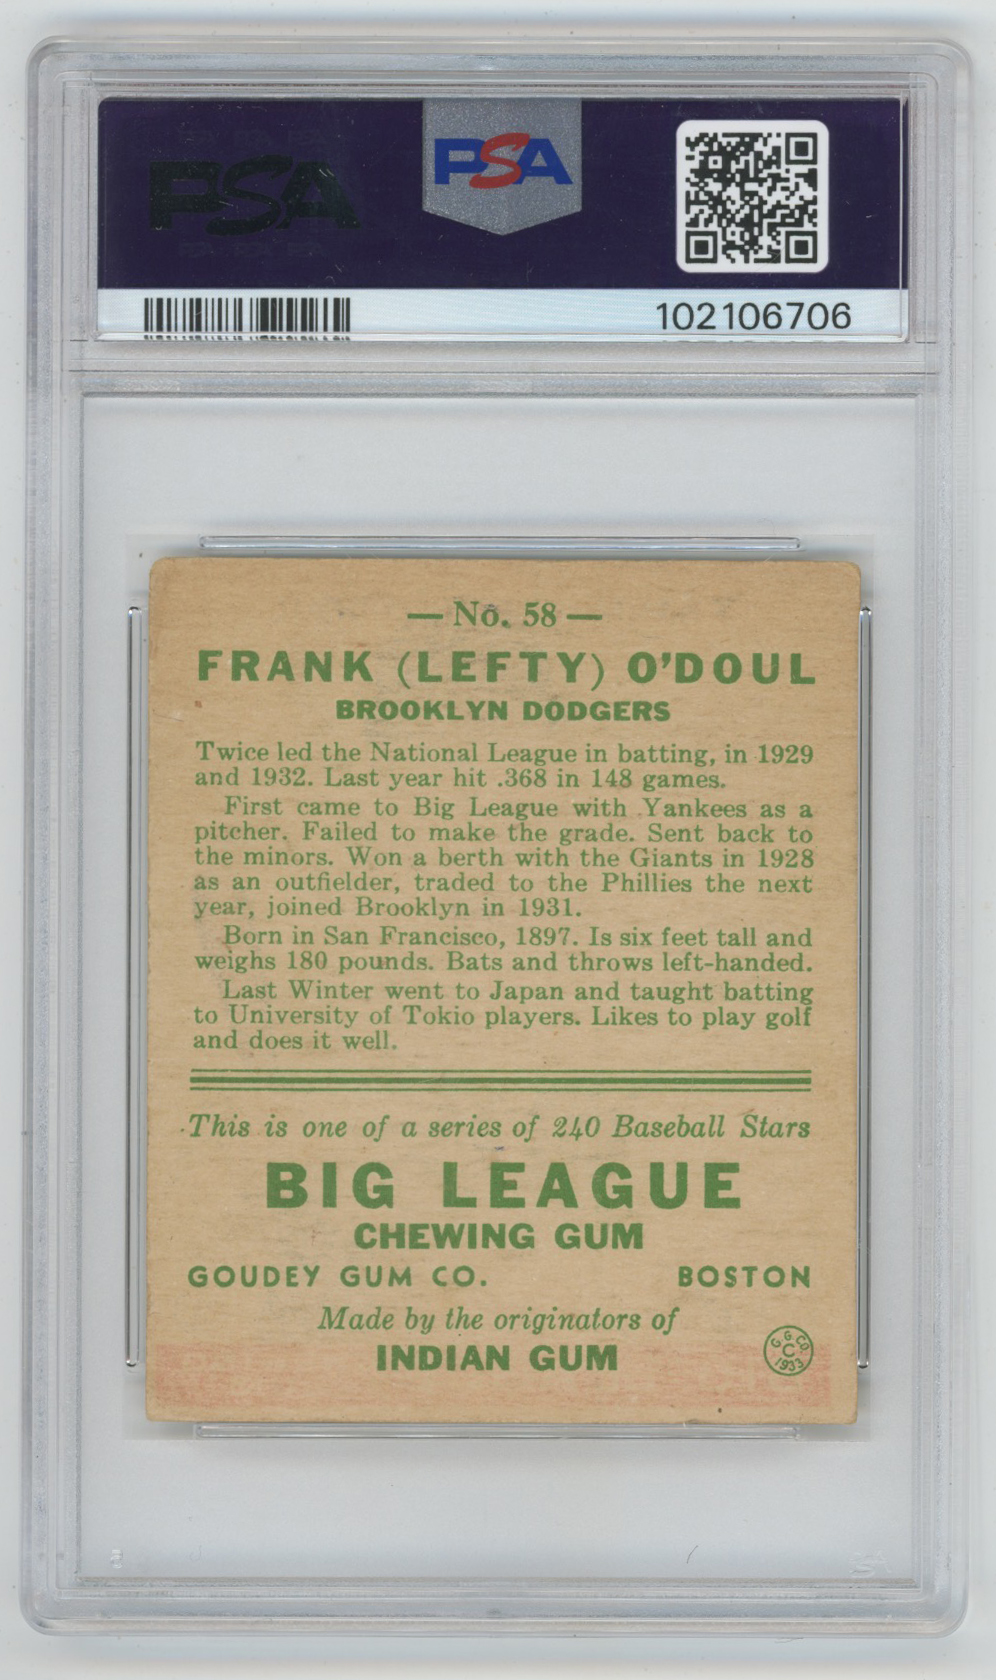 PSA
PSA
102106706
— No. 58 —
FRANK (LEFTY) O'DOUL
BROOKLYN DODGERS
Twice led the National League in batting, in 1929
and 1932. Last year hit .368 in 148 games.
First came to Big League with Yankees as a
pitcher. Failed to make the grade. Sent back to
the minors. Won a berth with the Giants in 1928
as an outfielder, traded to the Phillies the next
year, joined Brooklyn in 1931.
Born in San Francisco, 1897. Is six feet tall and
weighs 180 pounds. Bats and throws left-handed.
Last Winter went to Japan and taught batting
to University of Tokio players. Likes to play golf
and does it well.
This is one of a series of 240 Baseball Stars
BIG LEAGUE
CHEWING GUM
GOUDEY GUM CO. BOSTON
Made by the originators of
INDIAN GUM
G. G. Co.
C
1933